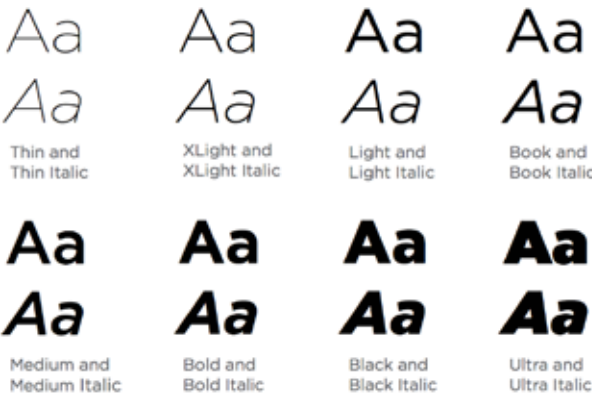 Aa Aa Aa Aa
Aa Aa Aa Aa
Thin and XLight and Light and Book and
Thin Italic XLight Italic Light Italic Book Italic
Aa Aa Aa Aa
Aa Aa Aa Aa
Medium and Bold and Black and Ultra and
Medium Italic Bold Italic Black Italic Ultra Italic